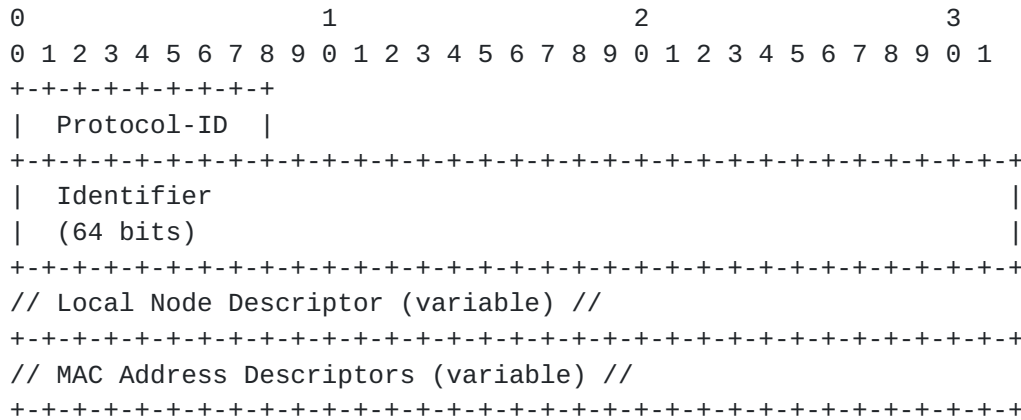 0                   1                   2                   3
0 1 2 3 4 5 6 7 8 9 0 1 2 3 4 5 6 7 8 9 0 1 2 3 4 5 6 7 8 9 0 1
+-+-+-+-+-+-+-+-+
|  Protocol-ID  |
+-+-+-+-+-+-+-+-+-+-+-+-+-+-+-+-+-+-+-+-+-+-+-+-+-+-+-+-+-+-+-+-+
|  Identifier                                                   |
|  (64 bits)                                                    |
+-+-+-+-+-+-+-+-+-+-+-+-+-+-+-+-+-+-+-+-+-+-+-+-+-+-+-+-+-+-+-+-+
// Local Node Descriptor (variable) //
+-+-+-+-+-+-+-+-+-+-+-+-+-+-+-+-+-+-+-+-+-+-+-+-+-+-+-+-+-+-+-+-+
// MAC Address Descriptors (variable) //
+-+-+-+-+-+-+-+-+-+-+-+-+-+-+-+-+-+-+-+-+-+-+-+-+-+-+-+-+-+-+-+-+